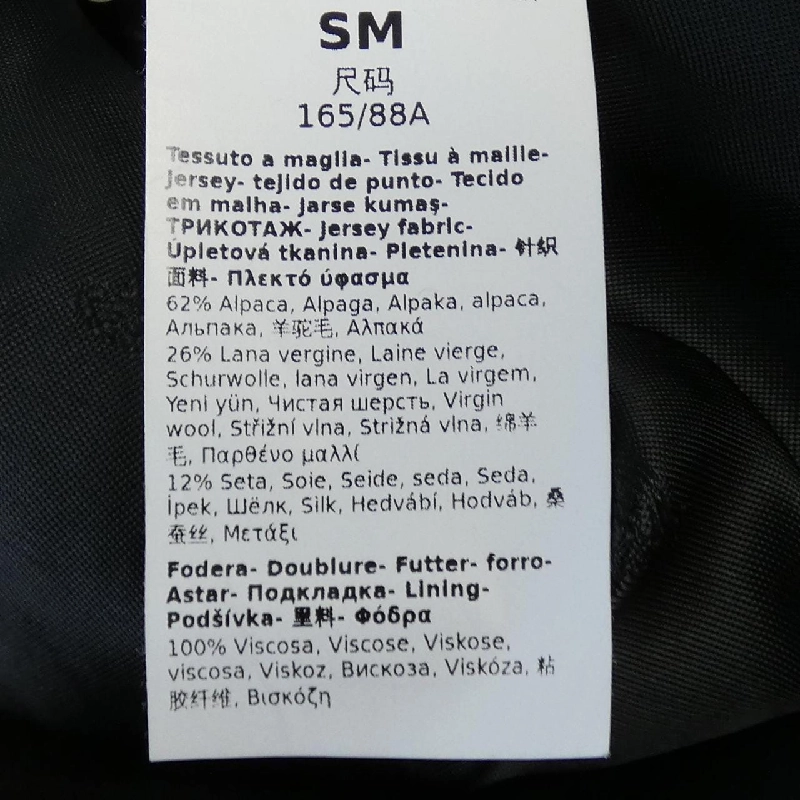 SM
尺码
165/88A
Tessuto a maglia- Tissu à maille-
Jersey- tejido de punto- Tecido
em malha- Jarse kumaş-
ТРИКОТАЖ- Jersey fabric-
Úpletová tkanina- Pletenina- 针织
面料- Πλεκτό ύφασμα
62% Alpaca, Alpaga, Alpaka, alpaca,
Альпака, 羊驼毛, Αλπακά
26% Lana vergine, Laine vierge,
Schurwolle, lana virgen, La virgem,
Yeni yün, Чистая шерсть, Virgin
wool, Střižní vlna, Strižná vlna, 绵羊
毛, Παρθένο μαλλί
12% Seta, Soie, Seide, seda, Seda,
İpek, Шёлк, Silk, Hedvábí, Hodváb, 桑
蚕丝, Μετάξι
Fodera- Doublure- Futter- forro-
Astar- Подкладка- Lining-
Podšívka- 里料- Φόδρα
100% Viscosa, Viscose, Viskose,
viscosa, Viskoz, Вискоза, Viskóza, 粘
胶纤维, Βισκόζη